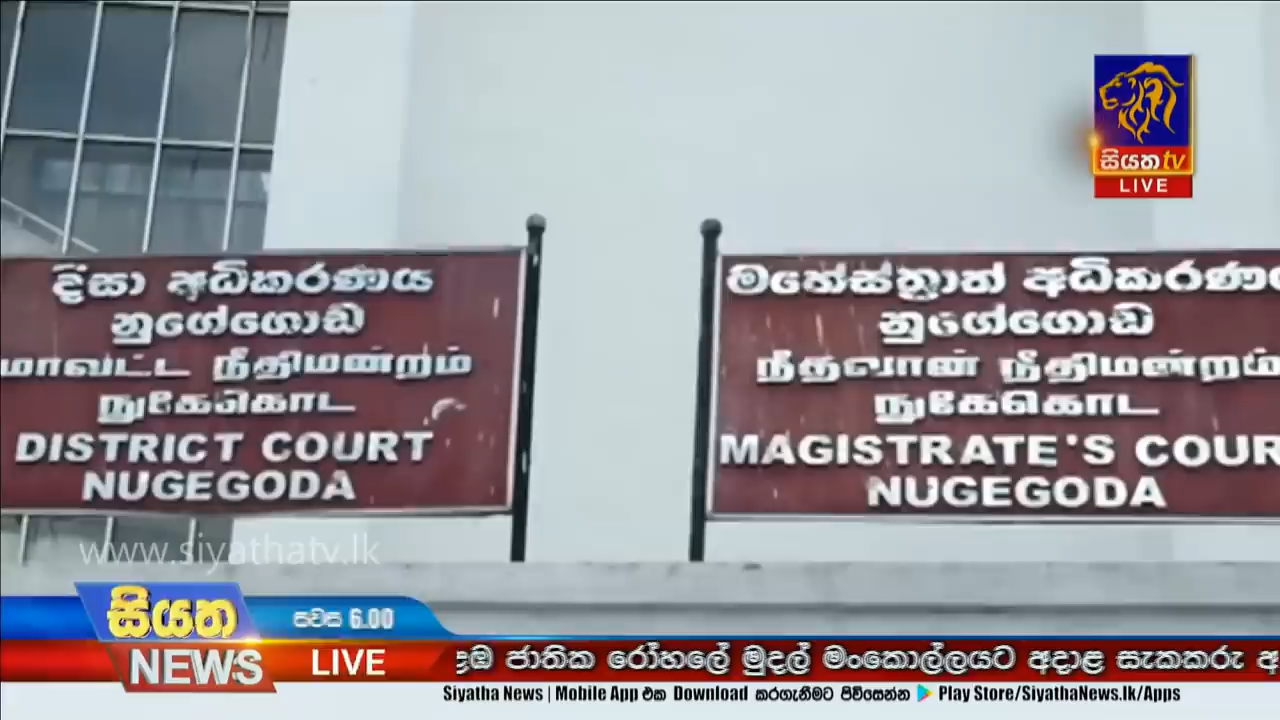 සියත tv
LIVE
දිසා අධිකරණය
නුගේගොඩ
மாவட்ட நீதிமன்றம்
நுகேகொட
DISTRICT COURT
NUGEGODA
මහේස්ත්‍රාත් අධිකරණ
නුගේගොඩ
நீதவான் நீதிமன்றம்
நுகேகொட
MAGISTRATE'S COUR
NUGEGODA
www.siyathatv.lk
සියත
NEWS
සවස 6.00
LIVE
ජාතික රෝහලේ මුදල් මංකොල්ලයට අදාළ සැකකරු අ
Siyatha News | Mobile App එක Download කරගැනීමට පිවිසෙන්න Play Store/SiyathaNews.lk/Apps